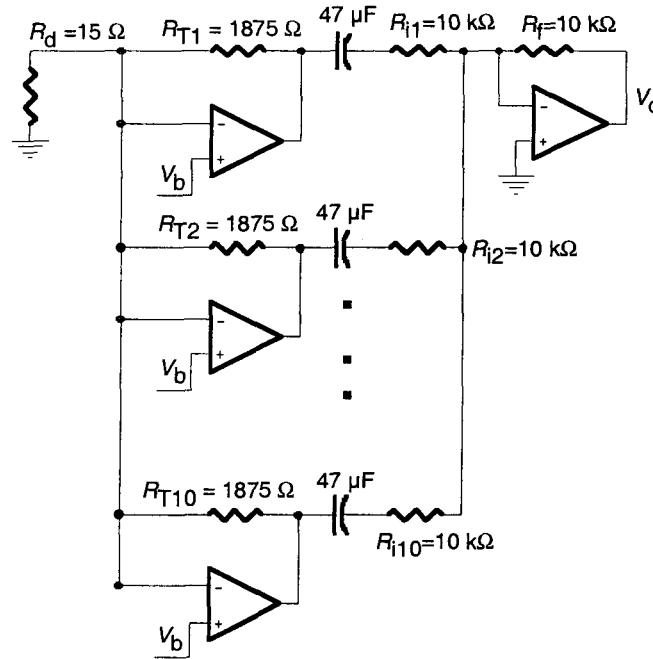 47 µF
R_d = 15 Ω
R_T1 = 1875 Ω
R_i1=10 kΩ
R_f=10 kΩ
-
+
V_b
-
+
R_T2 = 1875 Ω
47 µF
R_i2=10 kΩ
-
+
V_b
47 µF
R_T10 = 1875 Ω
R_i10=10 kΩ
-
+
V_b